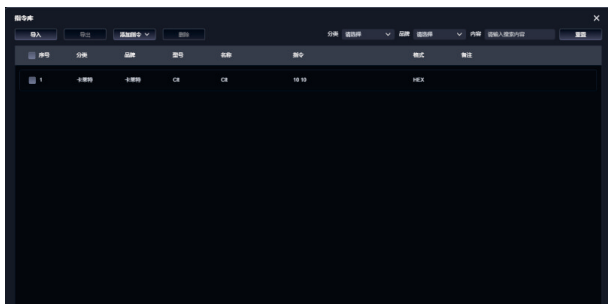 指令库
导入 导出 添加指令 删除 分类 请选择 品牌 请选择 内容 请输入搜索内容 重置
序号 分类 品牌 型号 名称 指令 格式 备注
1 卡莱特 卡莱特 C8 C8 10 10 HEX